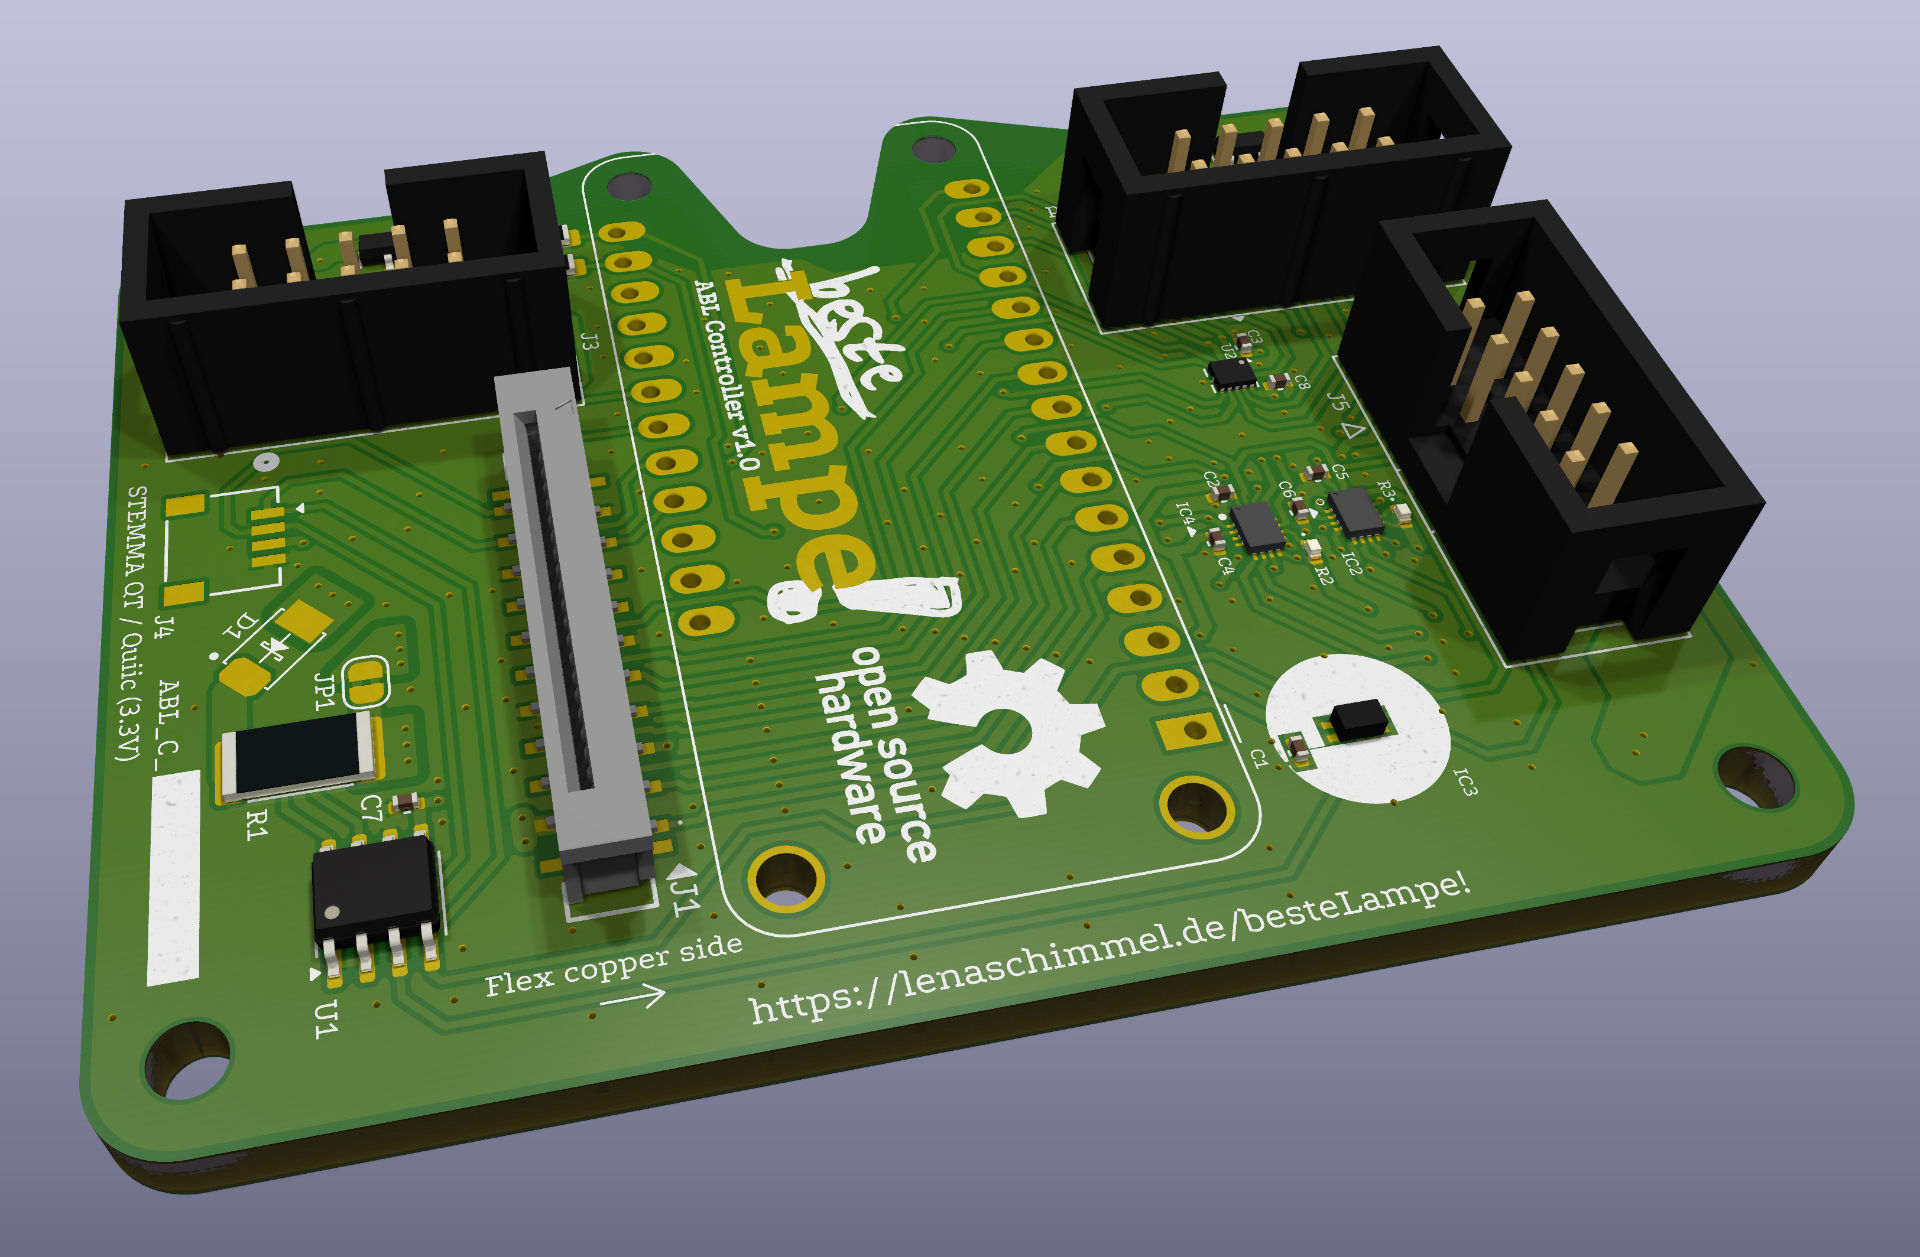 beste
Lampe!
ABL Controller v1.0
open source
hardware
https://lenaschimmel.de/besteLampe!
Flex copper side
STEMMA QT / Quiic (3.3V)
J4
ABL_C_
D1
JP1
R1
C7
U1
J1
J3
U2
C3
C8
J5
C2
IC4
C4
C6
C5
R3
R2
IC2
C1
IC3